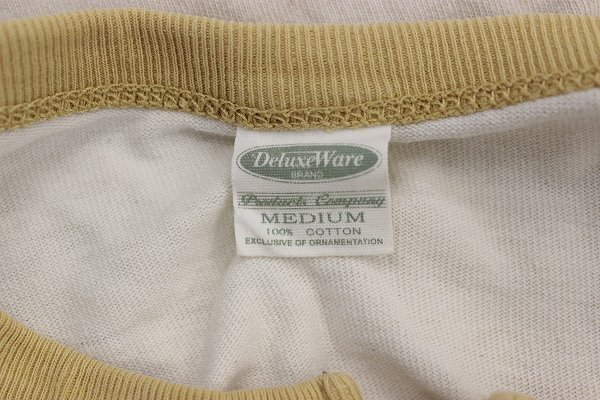 DeluxeWare
BRAND
Products Company
MEDIUM
100% COTTON
EXCLUSIVE OF ORNAMENTATION